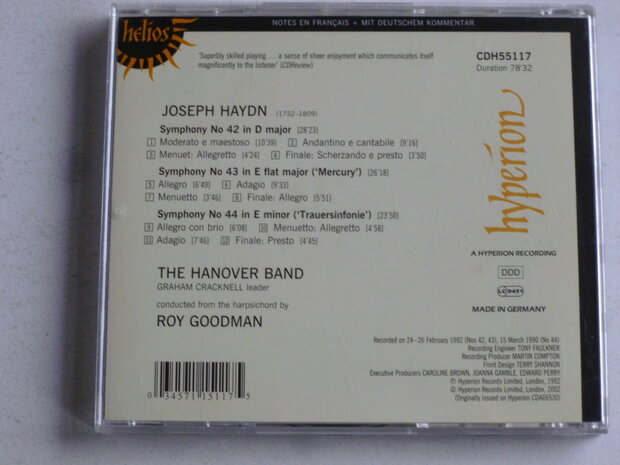 NOTES EN FRANÇAIS + MIT DEUTSCHEM KOMMENTAR
helios
'Superbly skilled playing ... a sense of sheer enjoyment which communicates itself
magnificently to the listener' (CDReview)
CDH55117
Duration 78'32
JOSEPH HAYDN (1732–1809)
Symphony No 42 in D major [28'23]
1 Moderato e maestoso [10'39] 2 Andantino e cantabile [9'16]
3 Menuet: Allegretto [4'24] 4 Finale: Scherzando e presto [3'50]
Symphony No 43 in E flat major ('Mercury') [26'18]
5 Allegro [6'49] 6 Adagio [9'33]
7 Menuetto [3'46] 8 Finale: Allegro [5'51]
Symphony No 44 in E minor ('Trauersinfonie') [23'50]
9 Allegro con brio [6'08] 10 Menuetto: Allegretto [4'58]
11 Adagio [7'46] 12 Finale: Presto [4'45]
hyperion
THE HANOVER BAND
GRAHAM CRACKNELL leader
conducted from the harpsichord by
ROY GOODMAN
A HYPERION RECORDING
DDD
LC 9451
MADE IN GERMANY
Recorded on 24–26 February 1992 (Nos 42, 43), 15 March 1990 (No 44)
Recording Engineer TONY FAULKNER
Recording Producer MARTIN COMPTON
Front Design TERRY SHANNON
Executive Producers CAROLINE BROWN, JOANNA GAMBLE, EDWARD PERRY
℗ Hyperion Records Limited, London, 1992
© Hyperion Records Limited, London, 2002
(Originally issued on Hyperion CDA66530)
0 34571 15117 5